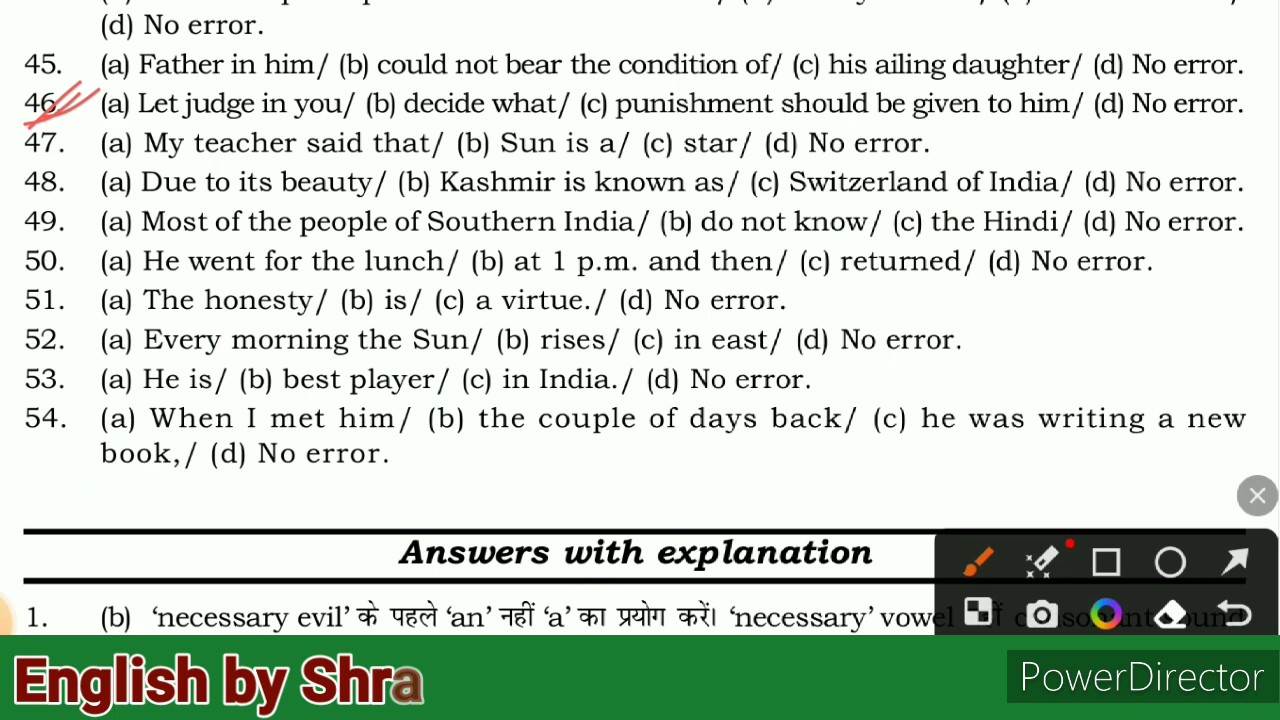 (d) No error.
45. (a) Father in him/ (b) could not bear the condition of/ (c) his ailing daughter/ (d) No error.
46. (a) Let judge in you/ (b) decide what/ (c) punishment should be given to him/ (d) No error.
47. (a) My teacher said that/ (b) Sun is a/ (c) star/ (d) No error.
48. (a) Due to its beauty/ (b) Kashmir is known as/ (c) Switzerland of India/ (d) No error.
49. (a) Most of the people of Southern India/ (b) do not know/ (c) the Hindi/ (d) No error.
50. (a) He went for the lunch/ (b) at 1 p.m. and then/ (c) returned/ (d) No error.
51. (a) The honesty/ (b) is/ (c) a virtue./ (d) No error.
52. (a) Every morning the Sun/ (b) rises/ (c) in east/ (d) No error.
53. (a) He is/ (b) best player/ (c) in India./ (d) No error.
54. (a) When I met him/ (b) the couple of days back/ (c) he was writing a new
book,/ (d) No error.
Answers with explanation
1. (b) ‘necessary evil’ के पहले ‘an’ नहीं ‘a’ का प्रयोग करें। ‘necessary’ vowel
English by Shra
PowerDirector